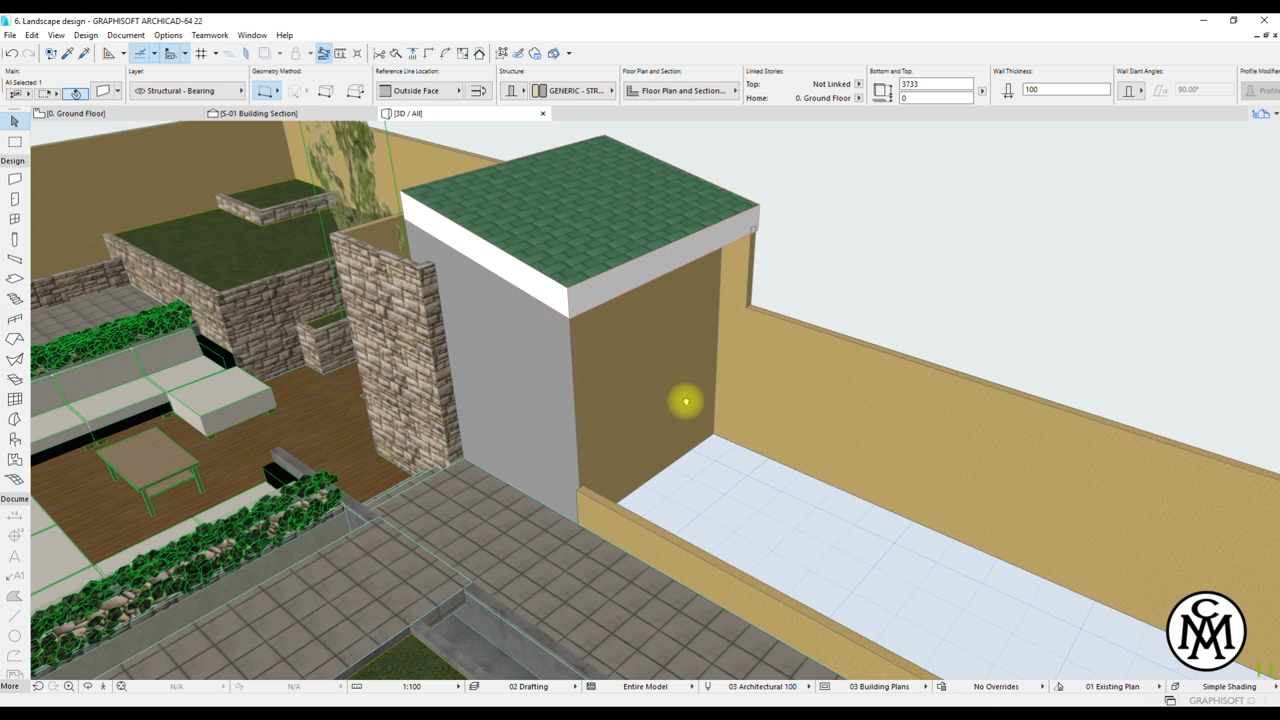 6. Landscape design - GRAPHISOFT ARCHICAD-64 22
File Edit View Design Document Options Teamwork Window Help
Main: Layer: Geometry Method: Reference Line Location: Structure: Floor Plan and Section: Linked Stories: Bottom and Top: Wall Thickness: Wall Slant Angles: Profile Modifier
All Selected: 1
Structural - Bearing Outside Face GENERIC - STR... Floor Plan and Section... Top: Not Linked 3733 100 90.00° Profil
Home: 0. Ground Floor 0
[0. Ground Floor] [S-01 Building Section] [3D / All]
Design
Docume
A
A1
CMA
More N/A N/A 1:100 02 Drafting Entire Model 03 Architectural 100 03 Building Plans No Overrides 01 Existing Plan Simple Shading
GRAPHISOFT ID